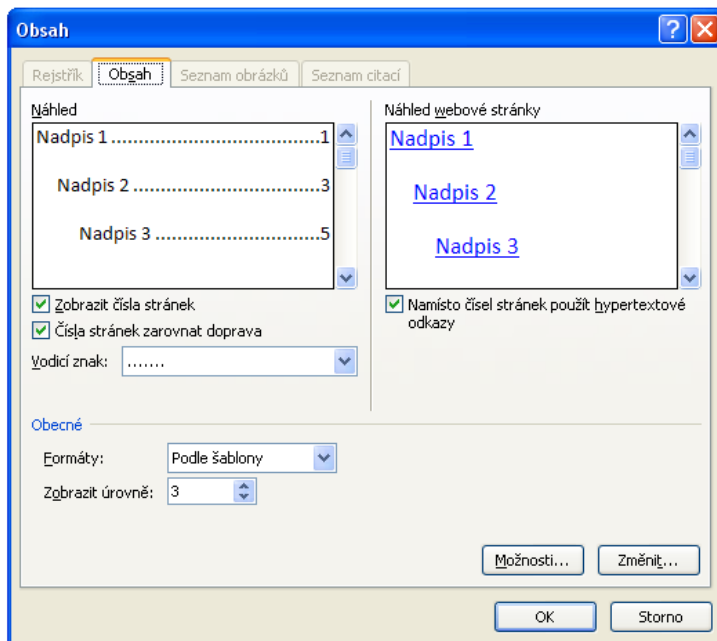 Obsah
Rejstřík Obsah Seznam obrázků Seznam citací
Náhled
Nadpis 1 ....................................1
Nadpis 2 ................................3
Nadpis 3 ............................5
Zobrazit čísla stránek
Čísla stránek zarovnat doprava
Vodicí znak: .......
Náhled webové stránky
Nadpis 1
Nadpis 2
Nadpis 3
Namísto čísel stránek použít hypertextové
odkazy
Obecné
Formáty: Podle šablony
Zobrazit úrovně: 3
Možnosti... Změnit...
OK Storno